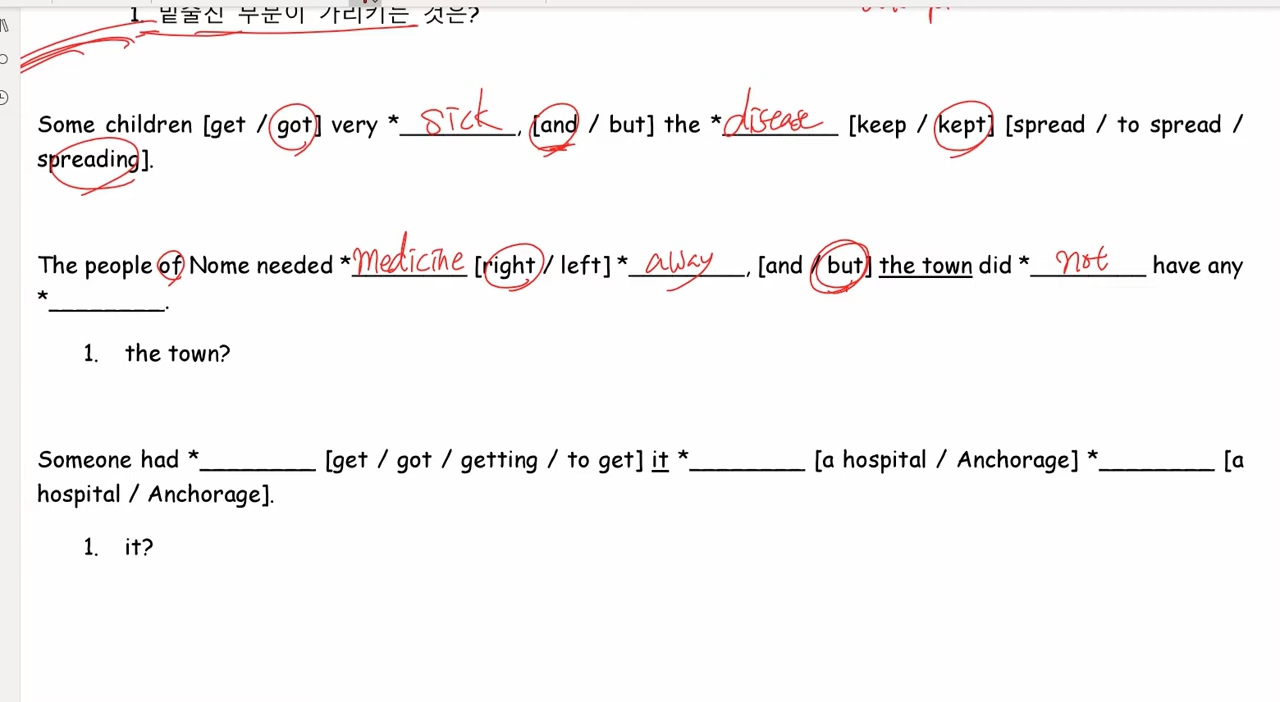 1. 밑줄친 부분이 가리키는 것은?
Some children [get / got] very *sick, [and / but] the *disease [keep / kept] [spread / to spread /
spreading].
The people of Nome needed *medicine [right / left] *away, [and / but] the town did *not have any
*________.
1. the town?
Someone had *________ [get / got / getting / to get] it *________ [a hospital / Anchorage] *________ [a
hospital / Anchorage].
1. it?